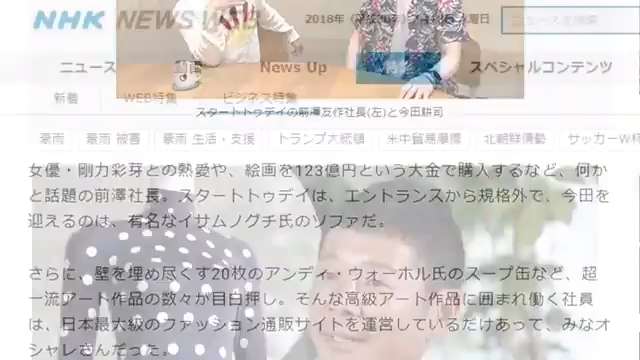 NHK NEWS WEB
2018年
水曜日
ニュース
News Up
特集
スペシャルコンテンツ
新着
WEB特集
ビジネス特集
スタートトゥデイの前澤友作社長(左)と今田耕司
豪雨
豪雨 被害
豪雨 生活・支援
トランプ大統領
米中貿易摩擦
北朝鮮情勢
サッカーW杯
女優・剛力彩芽との熱愛や、絵画を123億円という大金で購入するなど、何か
と話題の前澤社長。スタートトゥデイは、エントランスから規格外で、今田を
迎えるのは、有名なイサムノグチ氏のソファだ。
さらに、壁を埋め尽くす20枚のアンディ・ウォーホル氏のスープ缶など、超
一流アート作品の数々が目白押し。そんな高級アート作品に囲まれ働く社員
は、日本最大級のファッション通販サイトを運営しているだけあって、みなオ
シャレさんだった。